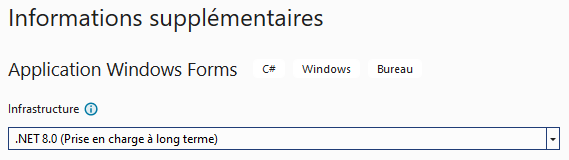 Informations supplémentaires
Application Windows Forms C# Windows Bureau
Infrastructure
.NET 8.0 (Prise en charge à long terme)